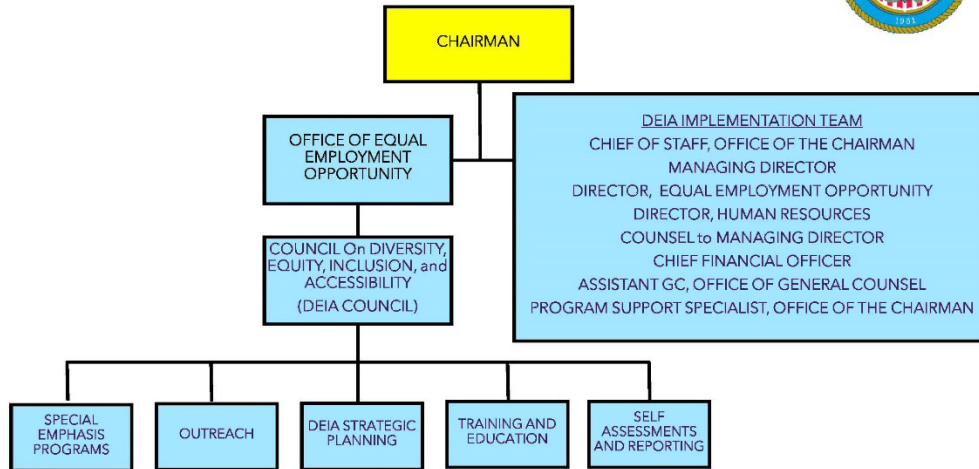 1961
CHAIRMAN
OFFICE OF EQUAL
EMPLOYMENT
OPPORTUNITY
DEIA IMPLEMENTATION TEAM
CHIEF OF STAFF, OFFICE OF THE CHAIRMAN
MANAGING DIRECTOR
DIRECTOR, EQUAL EMPLOYMENT OPPORTUNITY
DIRECTOR, HUMAN RESOURCES
COUNSEL to MANAGING DIRECTOR
CHIEF FINANCIAL OFFICER
ASSISTANT GC, OFFICE OF GENERAL COUNSEL
PROGRAM SUPPORT SPECIALIST, OFFICE OF THE CHAIRMAN
COUNCIL On DIVERSITY,
EQUITY, INCLUSION, and
ACCESSIBILITY
(DEIA COUNCIL)
SPECIAL
EMPHASIS
PROGRAMS
OUTREACH
DEIA STRATEGIC
PLANNING
TRAINING AND
EDUCATION
SELF
ASSESSMENTS
AND REPORTING